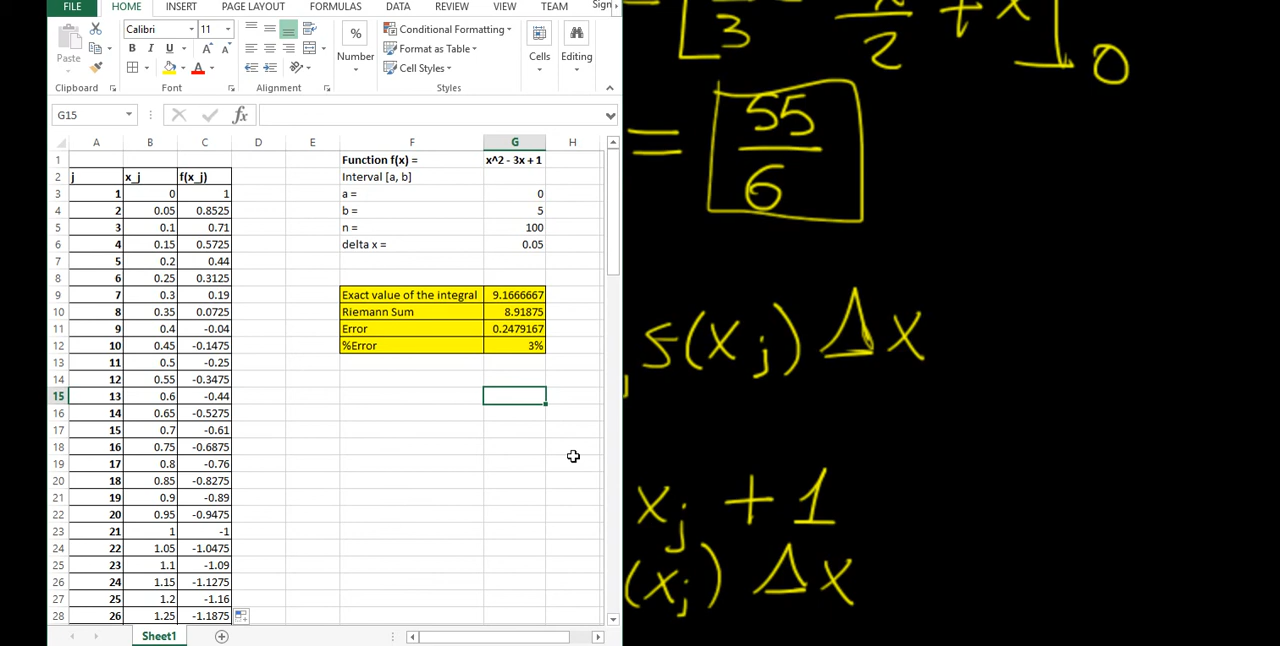 FILE HOME INSERT PAGE LAYOUT FORMULAS DATA REVIEW VIEW TEAM Sign
Calibri 11 % Conditional Formatting
Paste B I U A A Number Format as Table Cells Editing
A Cell Styles
Clipboard Font Alignment Styles
G15 fx
A B C D E F G H
1 Function f(x) = x^2 - 3x + 1
2 j x_j f(x_j) Interval [a, b]
3 1 0 1 a = 0
4 2 0.05 0.8525 b = 5
5 3 0.1 0.71 n = 100
6 4 0.15 0.5725 delta x = 0.05
7 5 0.2 0.44
8 6 0.25 0.3125
9 7 0.3 0.19 Exact value of the integral 9.1666667
10 8 0.35 0.0725 Riemann Sum 8.91875
11 9 0.4 -0.04 Error 0.2479167
12 10 0.45 -0.1475 %Error 3%
13 11 0.5 -0.25
14 12 0.55 -0.3475
15 13 0.6 -0.44
16 14 0.65 -0.5275
17 15 0.7 -0.61
18 16 0.75 -0.6875
19 17 0.8 -0.76
20 18 0.85 -0.8275
21 19 0.9 -0.89
22 20 0.95 -0.9475
23 21 1 -1
24 22 1.05 -1.0475
25 23 1.1 -1.09
26 24 1.15 -1.1275
27 25 1.2 -1.16
28 26 1.25 -1.1875
Sheet1
= [ 3 2 + x ] 0
= 55/6
f(x_j) Δx
x_j + 1
(x_j) Δx